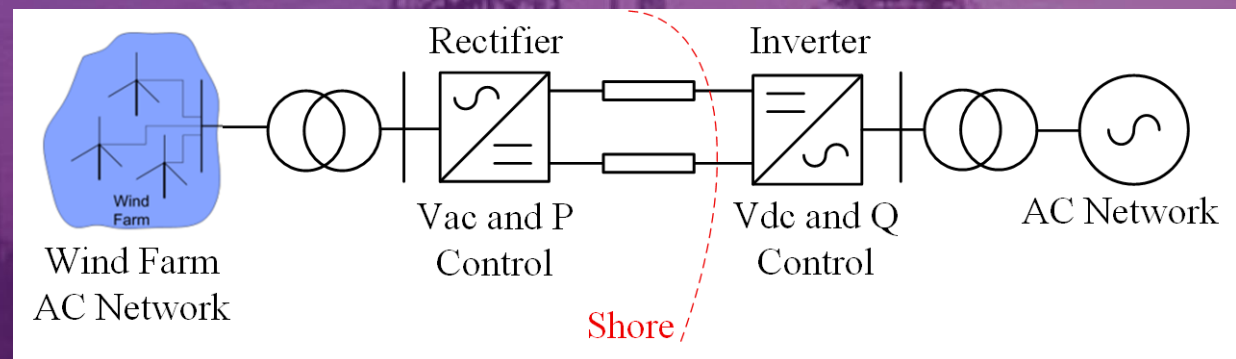 Rectifier
Inverter
Wind
Farm
Wind Farm
AC Network
Vac and P
Control
Vdc and Q
Control
AC Network
Shore